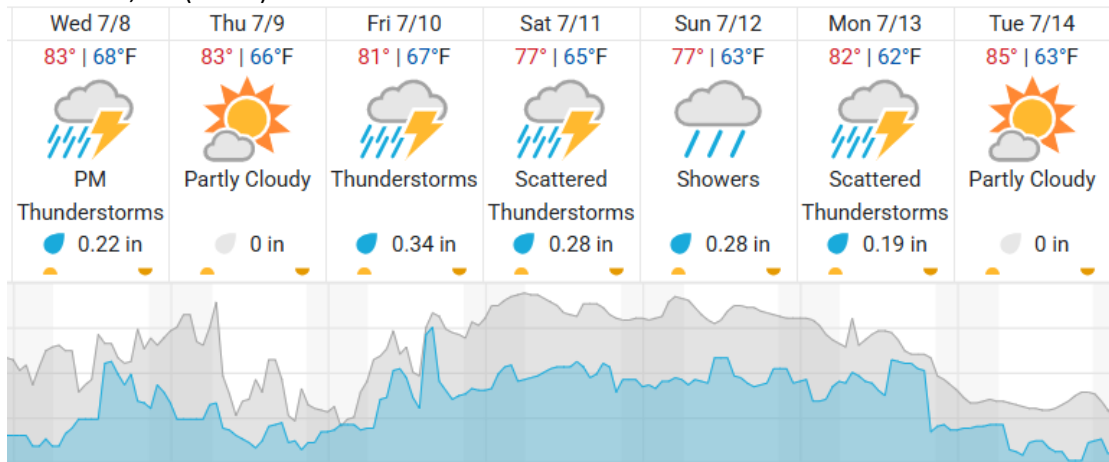 Wed 7/8 Thu 7/9 Fri 7/10 Sat 7/11 Sun 7/12 Mon 7/13 Tue 7/14
83° | 68°F 83° | 66°F 81° | 67°F 77° | 65°F 77° | 63°F 82° | 62°F 85° | 63°F
PM Partly Cloudy Thunderstorms Scattered Showers Scattered Partly Cloudy
Thunderstorms Thunderstorms Thunderstorms
0.22 in 0 in 0.34 in 0.28 in 0.28 in 0.19 in 0 in